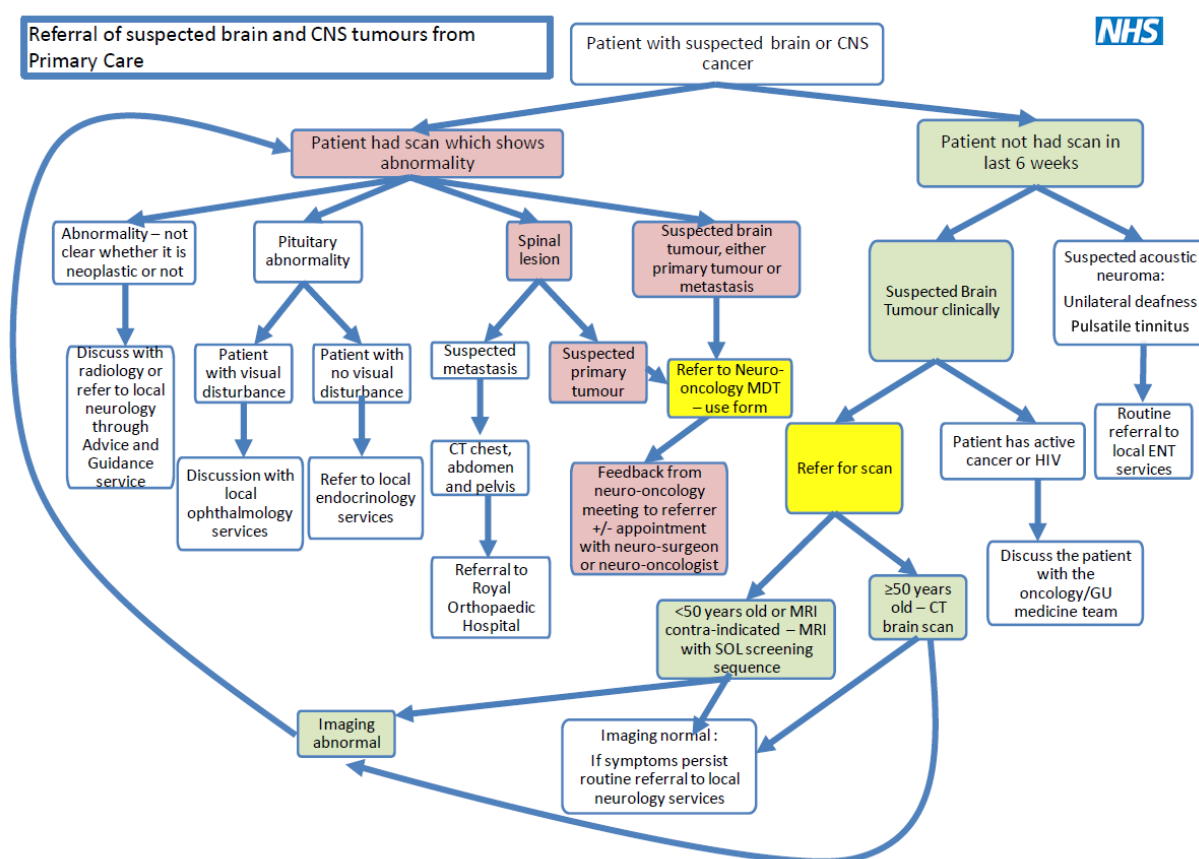 Referral of suspected brain and CNS tumours from
Primary Care
NHS
Patient with suspected brain or CNS
cancer
Patient had scan which shows
abnormality
Patient not had scan in
last 6 weeks
Abnormality – not
clear whether it is
neoplastic or not
Pituitary
abnormality
Spinal
lesion
Suspected brain
tumour, either
primary tumour or
metastasis
Suspected Brain
Tumour clinically
Suspected acoustic
neuroma:
Unilateral deafness
Pulsatile tinnitus
Discuss with
radiology or
refer to local
neurology
through
Advice and
Guidance
service
Patient
with visual
disturbance
Patient with
no visual
disturbance
Suspected
metastasis
Suspected
primary
tumour
Refer to Neuro-
oncology MDT
– use form
Discussion with
local
ophthalmology
services
Refer to local
endocrinology
services
CT chest,
abdomen
and pelvis
Feedback from
neuro-oncology
meeting to referrer
+/- appointment
with neuro-surgeon
or neuro-oncologist
Refer for scan
Patient has active
cancer or HIV
Routine
referral to
local ENT
services
Referral to
Royal
Orthopaedic
Hospital
<50 years old or MRI
contra-indicated – MRI
with SOL screening
sequence
≥50 years
old – CT
brain scan
Discuss the patient
with the
oncology/GU
medicine team
Imaging
abnormal
Imaging normal :
If symptoms persist
routine referral to local
neurology services